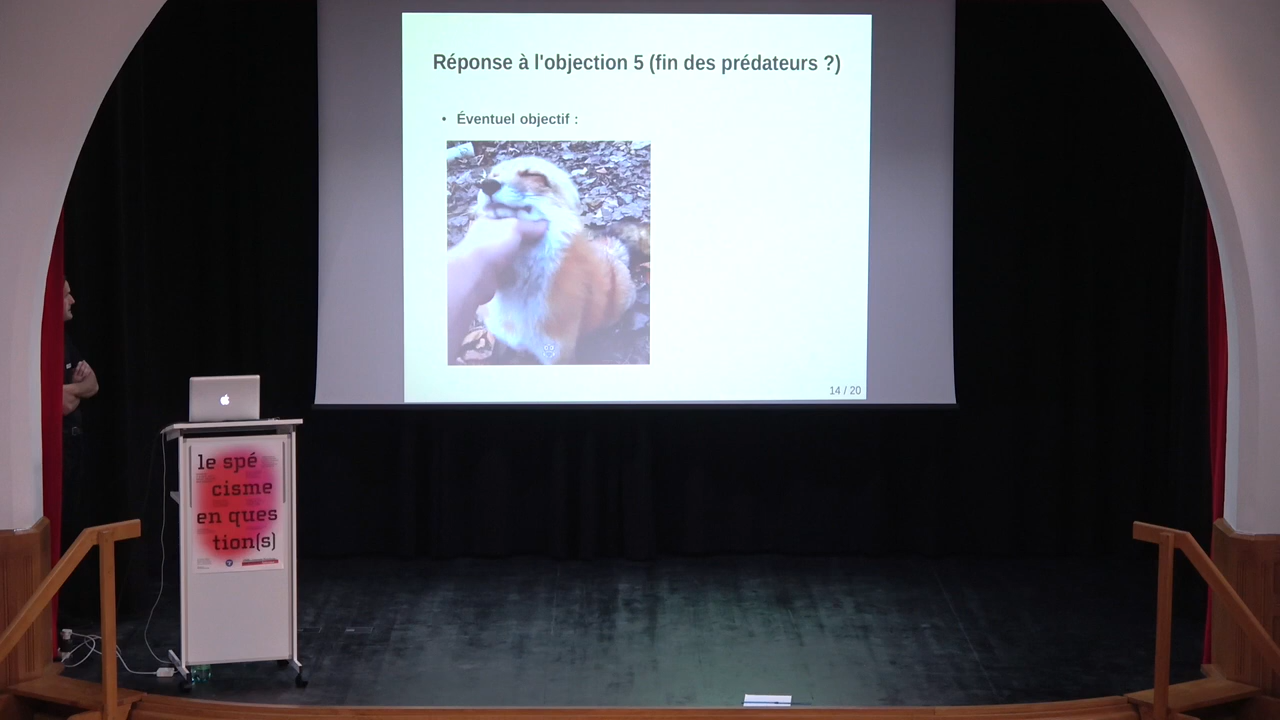 Réponse à l'objection 5 (fin des prédateurs ?)
• Éventuel objectif :
14 / 20
le spé
cisme
en ques
tion(s)